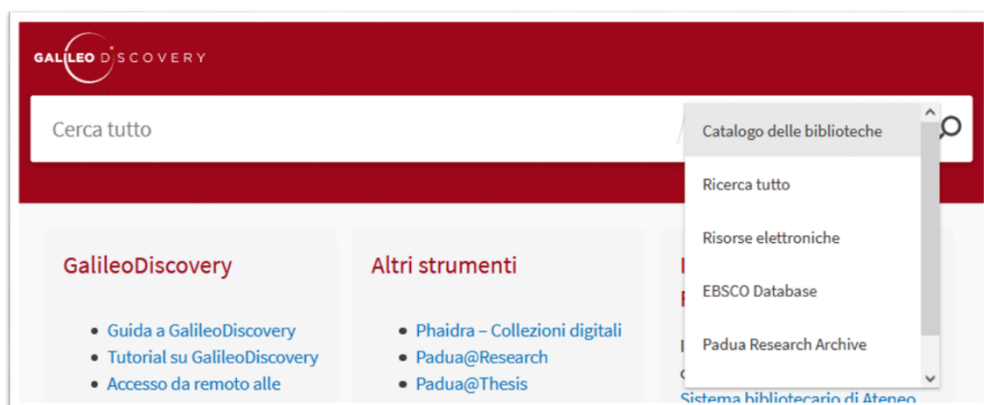 GALILEO DISCOVERY
Cerca tutto
Catalogo delle biblioteche
Ricerca tutto
Risorse elettroniche
EBSCO Database
Padua Research Archive
GalileoDiscovery
Guida a GalileoDiscovery
Tutorial su GalileoDiscovery
Accesso da remoto alle
Altri strumenti
Phaidra – Collezioni digitali
Padua@Research
Padua@Thesis
Sistema bibliotecario di Ateneo